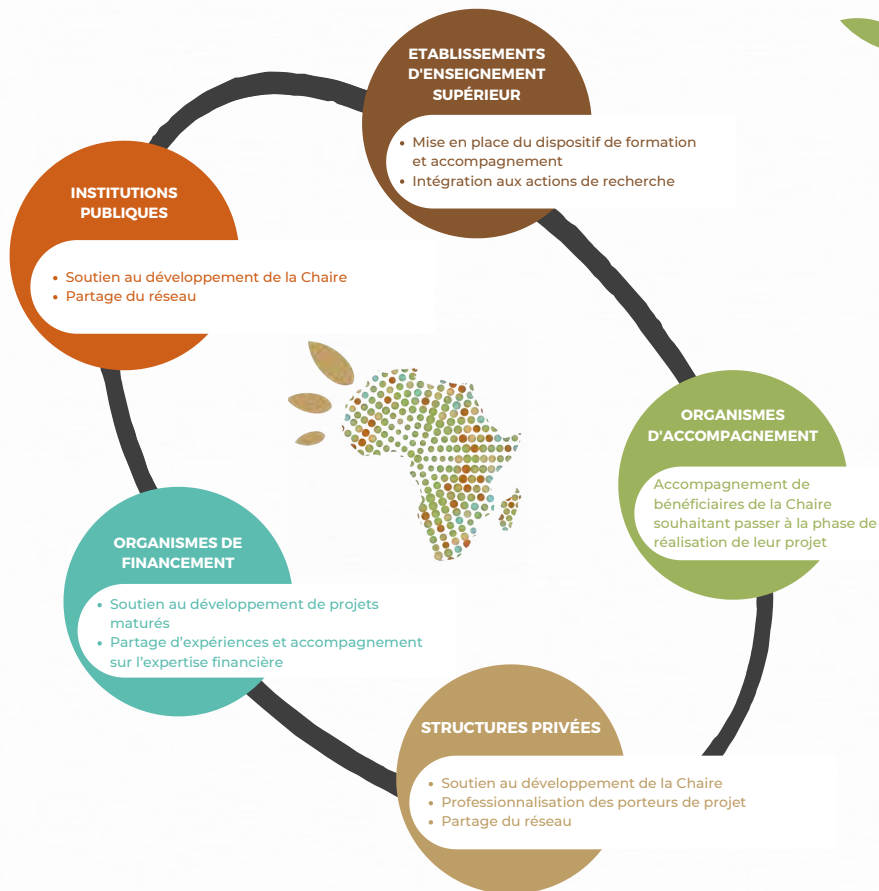 ETABLISSEMENTS
D'ENSEIGNEMENT
SUPÉRIEUR
• Mise en place du dispositif de formation
et accompagnement
• Intégration aux actions de recherche
INSTITUTIONS
PUBLIQUES
• Soutien au développement de la Chaire
• Partage du réseau
ORGANISMES
D'ACCOMPAGNEMENT
Accompagnement de
bénéficiaires de la Chaire
souhaitant passer à la phase de
réalisation de leur projet
ORGANISMES DE
FINANCEMENT
• Soutien au développement de projets
maturés
• Partage d’expériences et accompagnement
sur l’expertise financière
STRUCTURES PRIVÉES
• Soutien au développement de la Chaire
• Professionnalisation des porteurs de projet
• Partage du réseau